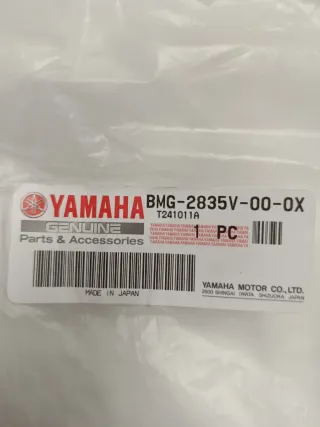 YAMAHA
GENUINE
Parts & Accessories
BMG-2835V-00-0X
T241011A
1 PC
MADE IN JAPAN
YAMAHA MOTOR CO.,LTD.
2500 SHINGAI IWATA SHIZUOKA JAPAN